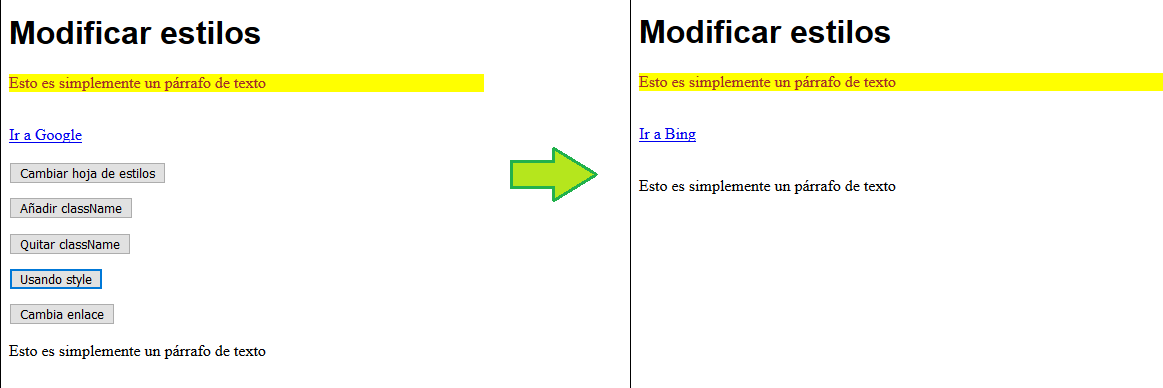 Modificar estilos
Esto es simplemente un párrafo de texto
Ir a Google
Cambiar hoja de estilos
Añadir className
Quitar className
Usando style
Cambia enlace
Esto es simplemente un párrafo de texto
Modificar estilos
Esto es simplemente un párrafo de texto
Ir a Bing
Esto es simplemente un párrafo de texto